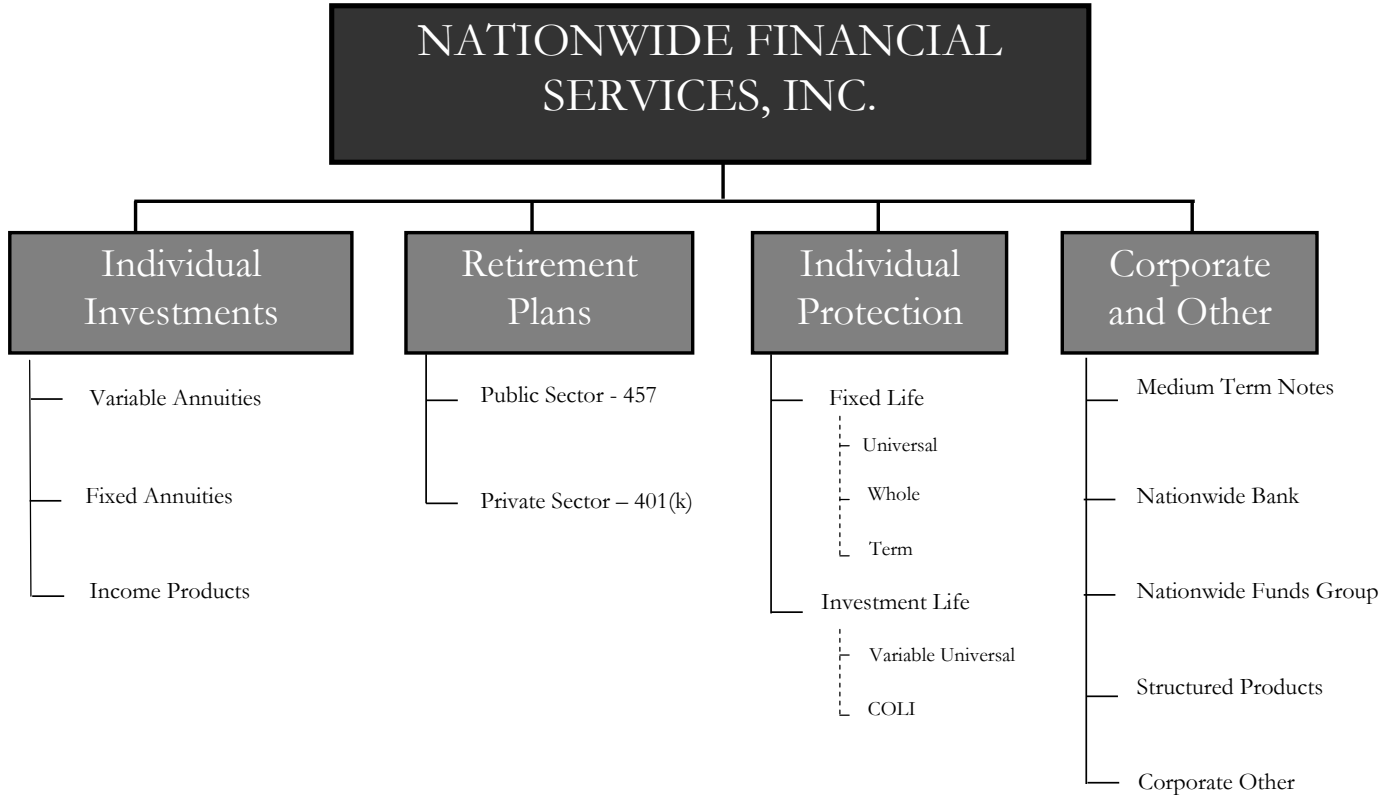 NATIONWIDE FINANCIAL
SERVICES, INC.
Individual
Investments
Variable Annuities
Fixed Annuities
Income Products
Retirement
Plans
Public Sector - 457
Private Sector – 401(k)
Individual
Protection
Fixed Life
Universal
Whole
Term
Investment Life
Variable Universal
COLI
Corporate
and Other
Medium Term Notes
Nationwide Bank
Nationwide Funds Group
Structured Products
Corporate Other